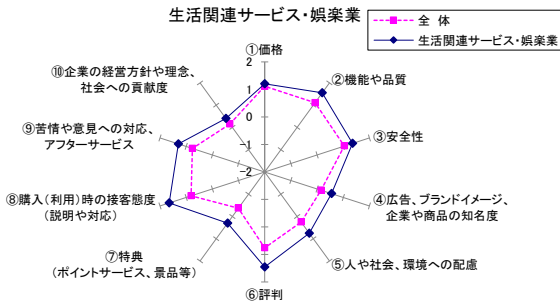 生活関連サービス・娯楽業
全 体
生活関連サービス・娯楽業
①価格
2
1
0
-1
-2
②機能や品質
③安全性
④広告、ブランドイメージ、
企業や商品の知名度
⑤人や社会、環境への配慮
⑥評判
⑦特典
(ポイントサービス、景品等)
⑧購入(利用)時の接客態度
(説明や対応)
⑨苦情や意見への対応、
アフターサービス
⑩企業の経営方針や理念、
社会への貢献度